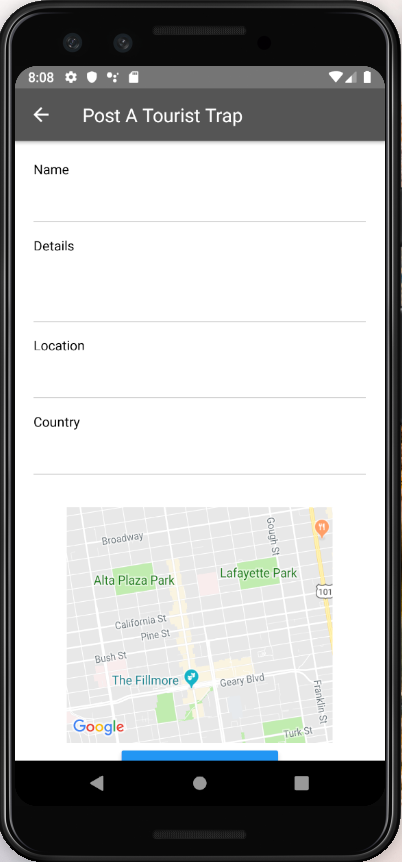 8:08
Post A Tourist Trap
Name
Details
Location
Country
Broadway
Gough St
Alta Plaza Park
Lafayette Park
101
California St
Pine St
Bush St
The Fillmore
Geary Blvd
Franklin St
Google
Turk St